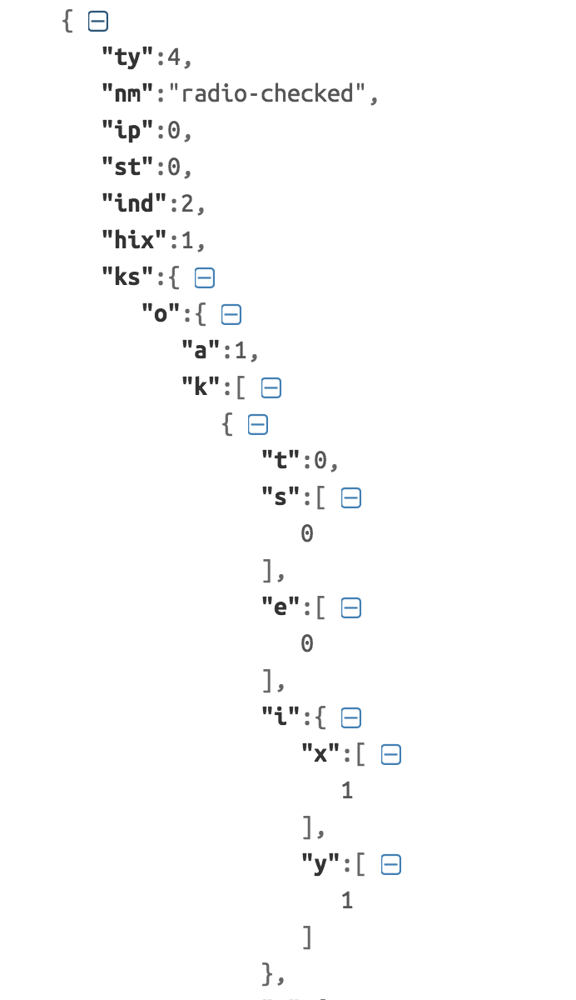 {
"ty":4,
"nm":"radio-checked",
"ip":0,
"st":0,
"ind":2,
"hix":1,
"ks":{
"o":{
"a":1,
"k":[
{
"t":0,
"s":[
0
],
"e":[
0
],
"i":{
"x":[
1
],
"y":[
1
]
},